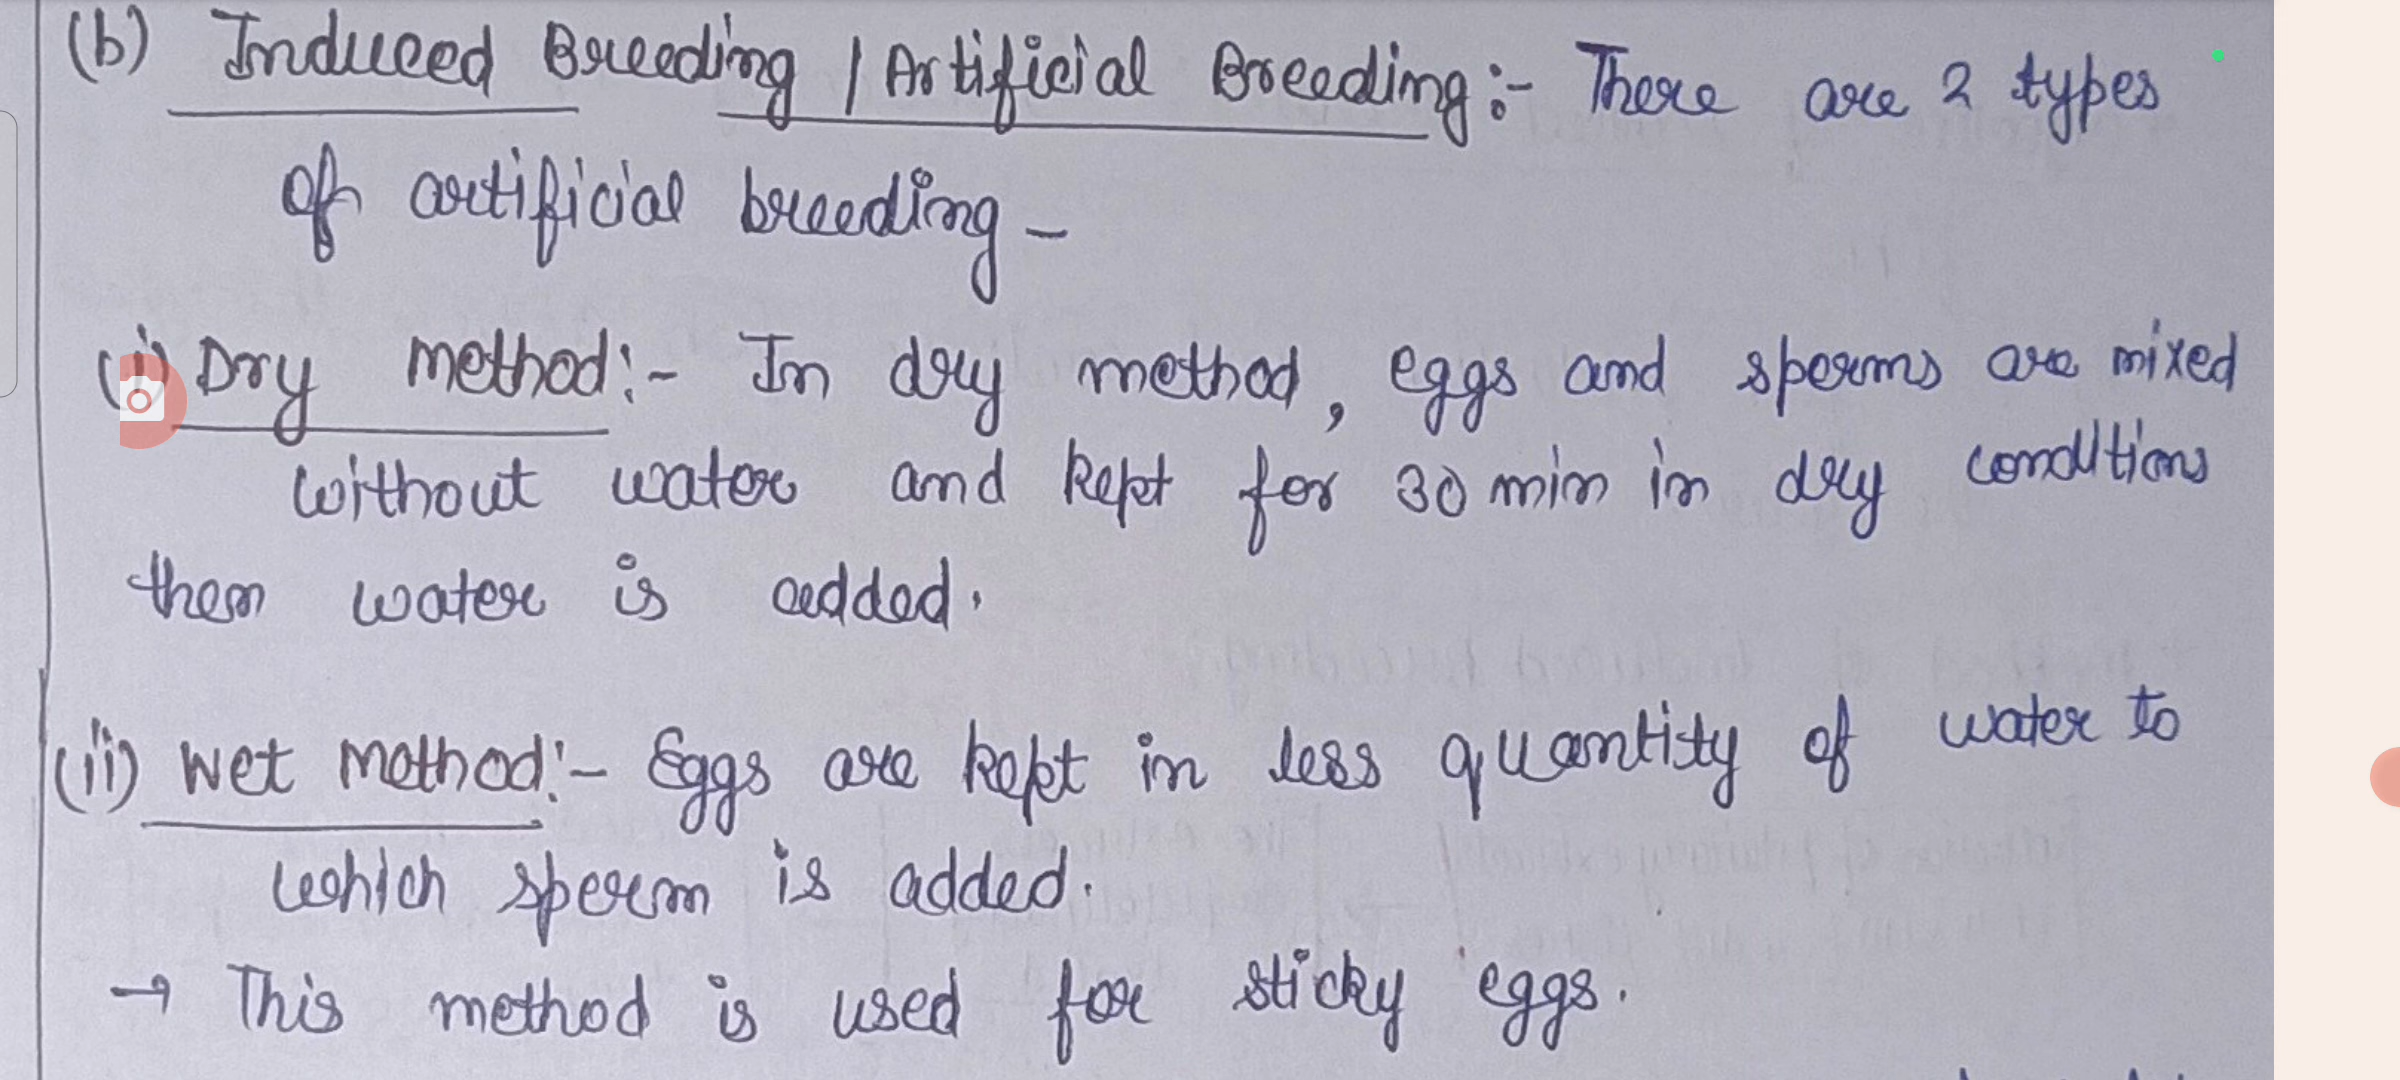 (b) Induced Breeding / Artificial Breeding :- There are 2 types
of artificial breeding -
(i) Dry method :- In dry method, eggs and sperms are mixed
without water and kept for 30 min in dry conditions
then water is added.
(ii) Wet Method :- Eggs are kept in less quantity of water to
which sperm is added.
→ This method is used for sticky eggs.